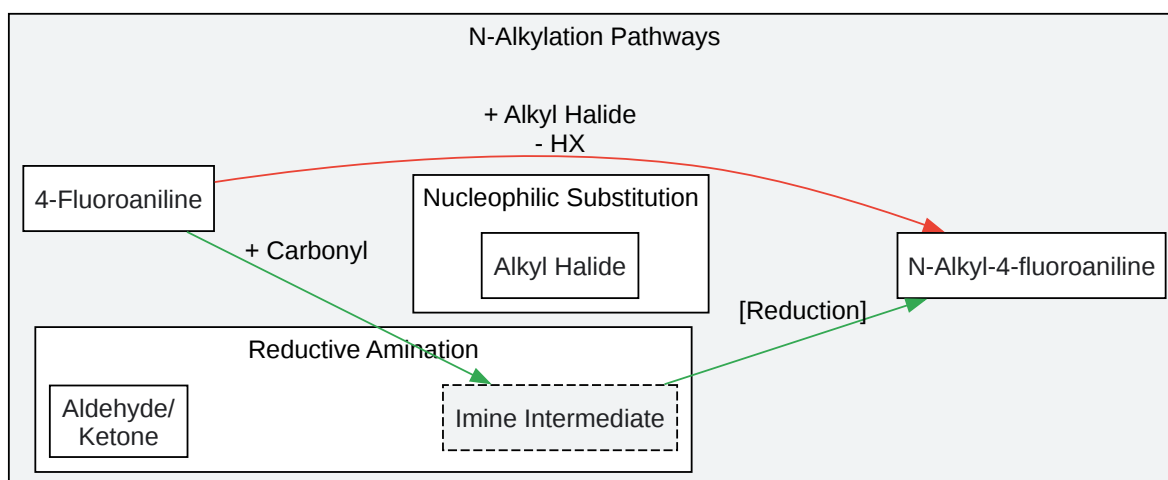 N-Alkylation Pathways
+ Alkyl Halide
- HX
4-Fluoroaniline
Nucleophilic Substitution
+ Carbonyl
Alkyl Halide
N-Alkyl-4-fluoroaniline
[Reduction]
Reductive Amination
Aldehyde/
Ketone
Imine Intermediate